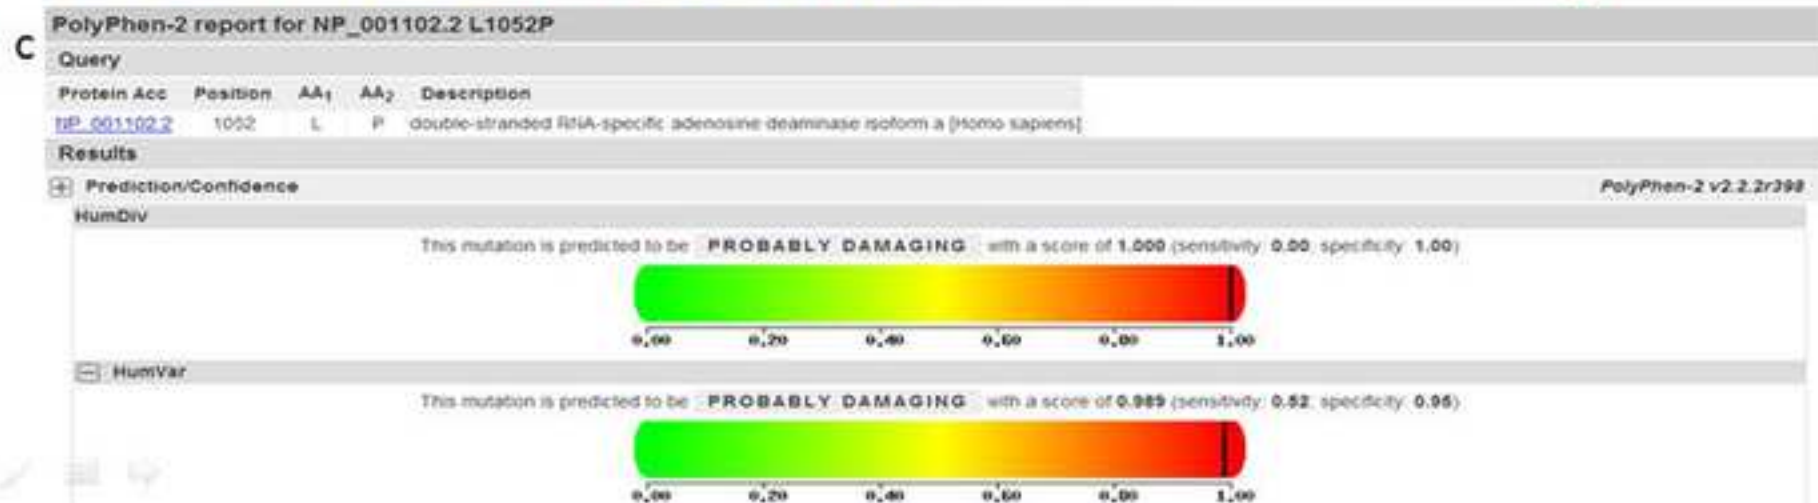 PolyPhen-2 report for NP_001102.2 L1052P
C
Query
Protein Acc Position AA₁ AA₂ Description
NP_001102.2 1052 L P double-stranded RNA-specific adenosine deaminase isoform a [Homo sapiens]
Results
+ Prediction/Confidence PolyPhen-2 v2.2.2r398
HumDiv
This mutation is predicted to be PROBABLY DAMAGING with a score of 1.000 (sensitivity: 0.00; specificity: 1.00)
0,00 0,20 0,40 0,60 0,80 1,00
− HumVar
This mutation is predicted to be PROBABLY DAMAGING with a score of 0.989 (sensitivity: 0.52; specificity: 0.95)
0,00 0,20 0,40 0,60 0,80 1,00